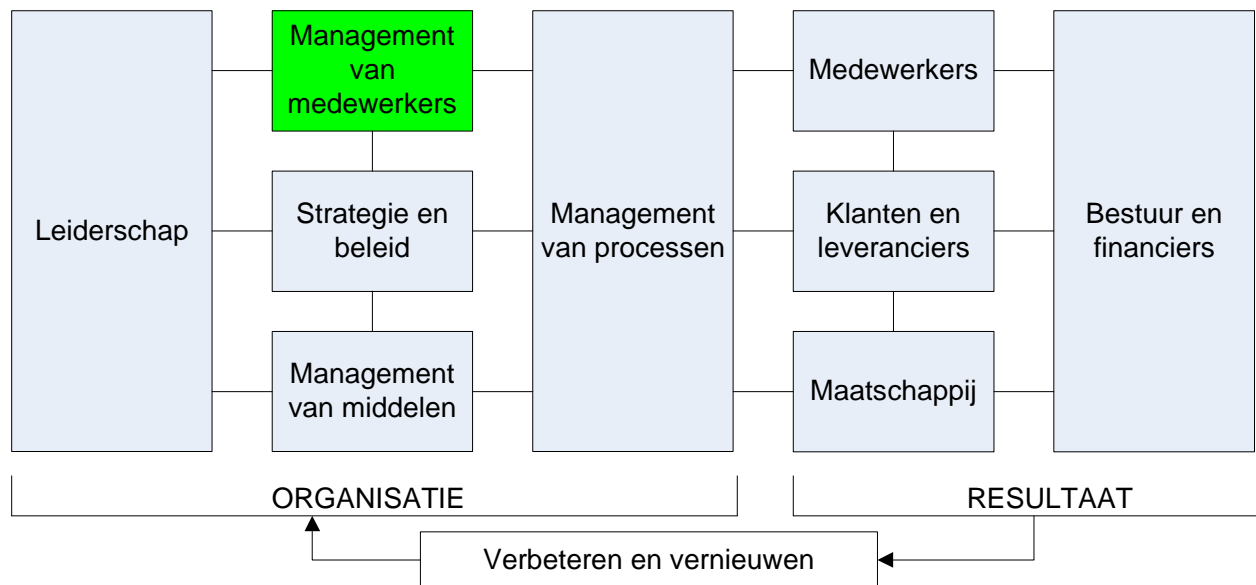 Leiderschap
Management
van
medewerkers
Strategie en
beleid
Management
van middelen
Management
van processen
Medewerkers
Klanten en
leveranciers
Maatschappij
Bestuur en
financiers
ORGANISATIE
RESULTAAT
Verbeteren en vernieuwen